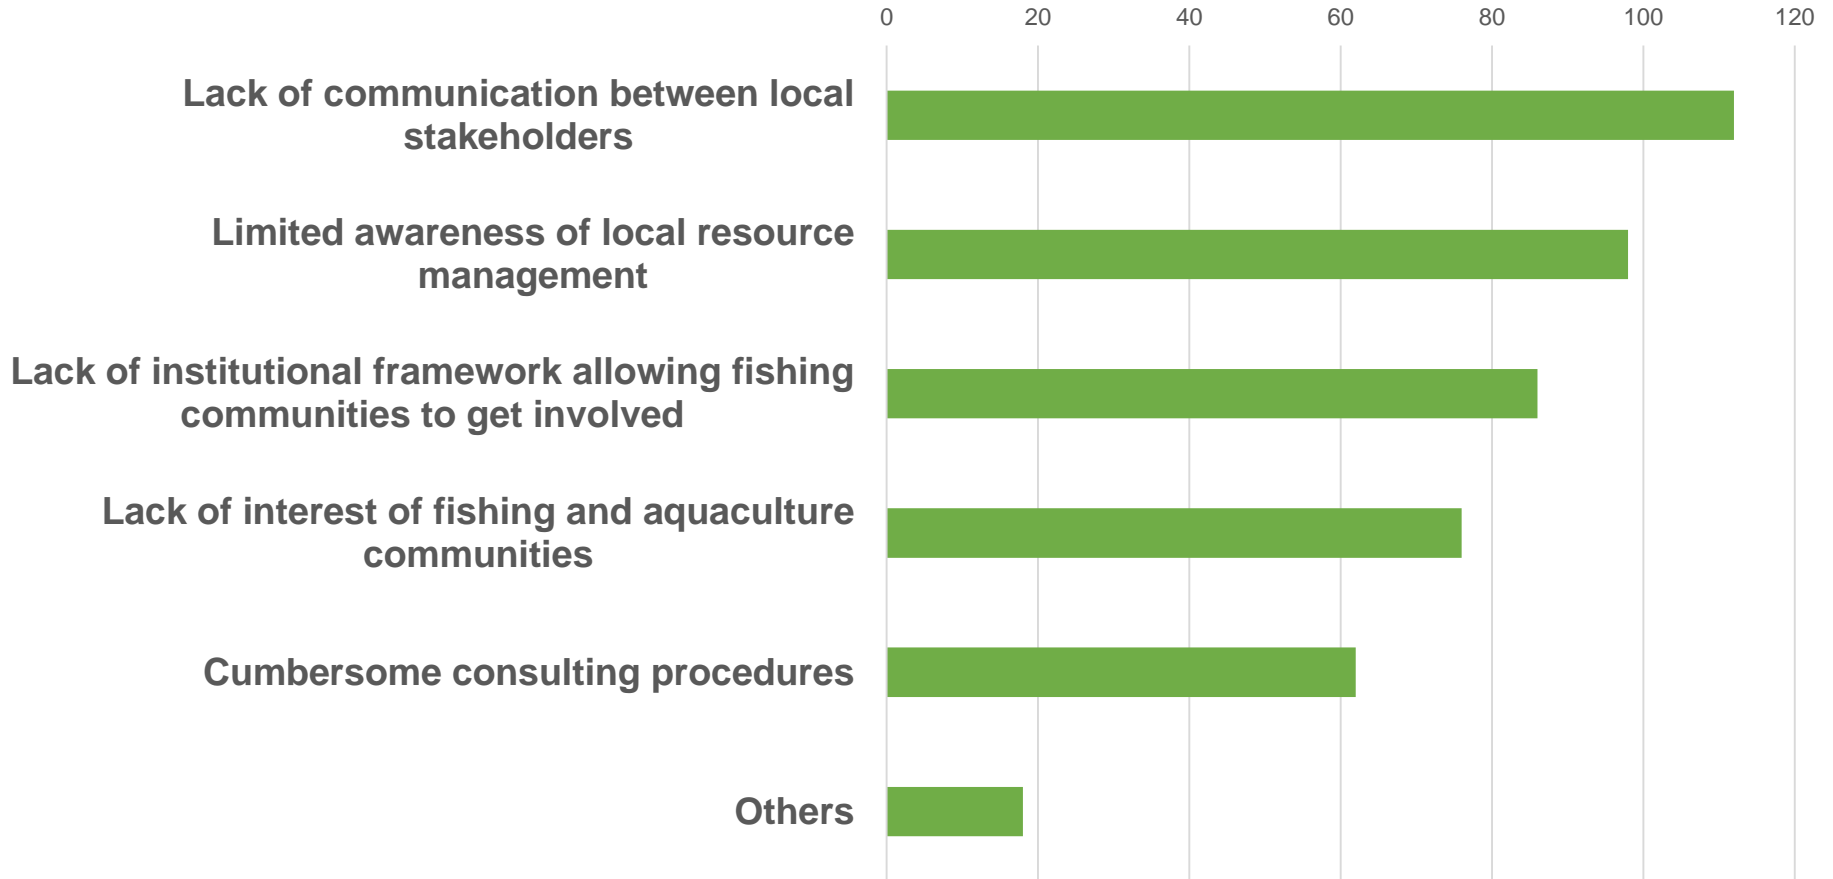 0 20 40 60 80 100 120
Lack of communication between local
stakeholders
Limited awareness of local resource
management
Lack of institutional framework allowing fishing
communities to get involved
Lack of interest of fishing and aquaculture
communities
Cumbersome consulting procedures
Others